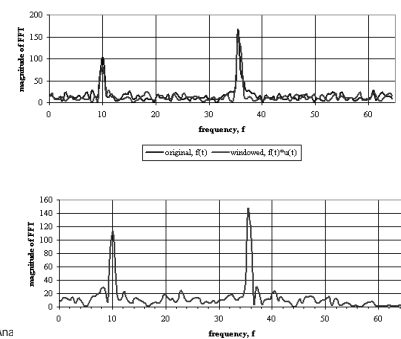 200
150
100
50
0
magnitude of FFT
0 10 20 30 40 50 60
frequency, f
original, f(t) windowed, f(t)*u(t)
160
140
120
100
80
60
40
20
0
magnitude of FFT
0 10 20 30 40 50 60
frequency, f